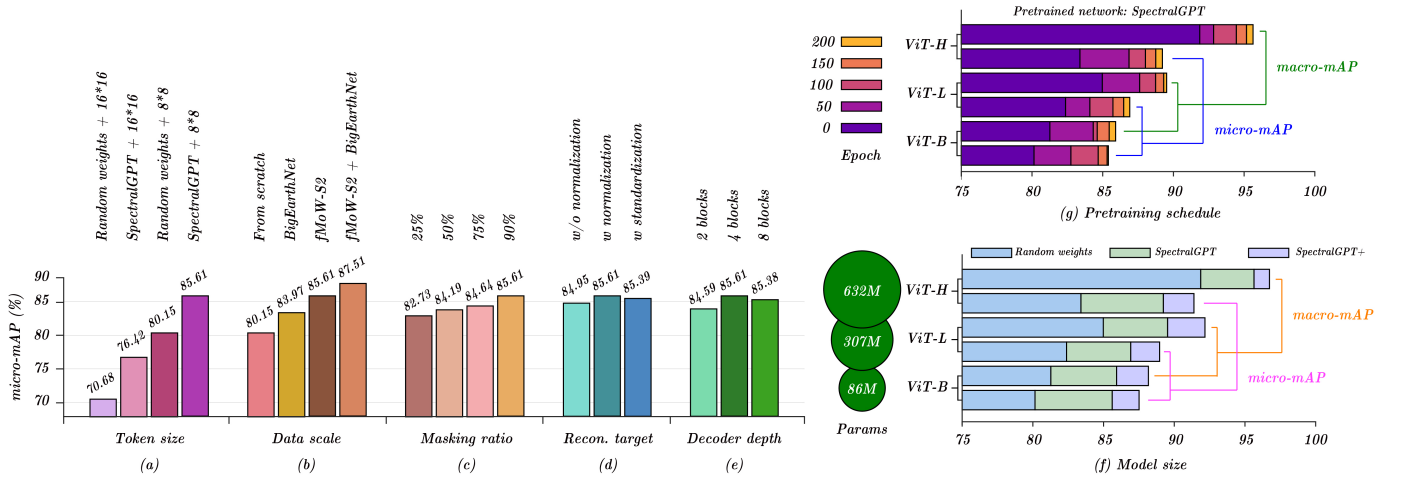 Random weights + 16*16
SpectralGPT + 16*16
Random weights + 8*8
SpectralGPT + 8*8
From scratch
BigEarthNet
fMoW-S2
fMoW-S2 + BigEarthNet
25%
50%
75%
90%
w/o normalization
w normalization
w standardization
2 blocks
4 blocks
8 blocks
micro-mAP (%)
90
85
80
75
70
70.68
76.42
80.15
85.61
80.15
83.97
85.61
87.51
82.73
84.19
84.64
85.61
84.95
85.61
85.39
84.59
85.61
85.38
Token size
Data scale
Masking ratio
Recon. target
Decoder depth
(a)
(b)
(c)
(d)
(e)
Pretrained network: SpectralGPT
200
150
100
50
0
Epoch
ViT-H
ViT-L
ViT-B
macro-mAP
micro-mAP
75
80
85
90
95
100
(g) Pretraining schedule
Random weights
SpectralGPT
SpectralGPT+
632M
307M
86M
Params
ViT-H
ViT-L
ViT-B
macro-mAP
micro-mAP
75
80
85
90
95
100
(f) Model size